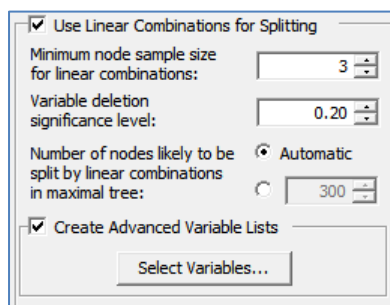 Use Linear Combinations for Splitting
Minimum node sample size
for linear combinations:
3
Variable deletion
significance level:
0.20
Number of nodes likely to be
split by linear combinations
in maximal tree:
Automatic
300
Create Advanced Variable Lists
Select Variables...